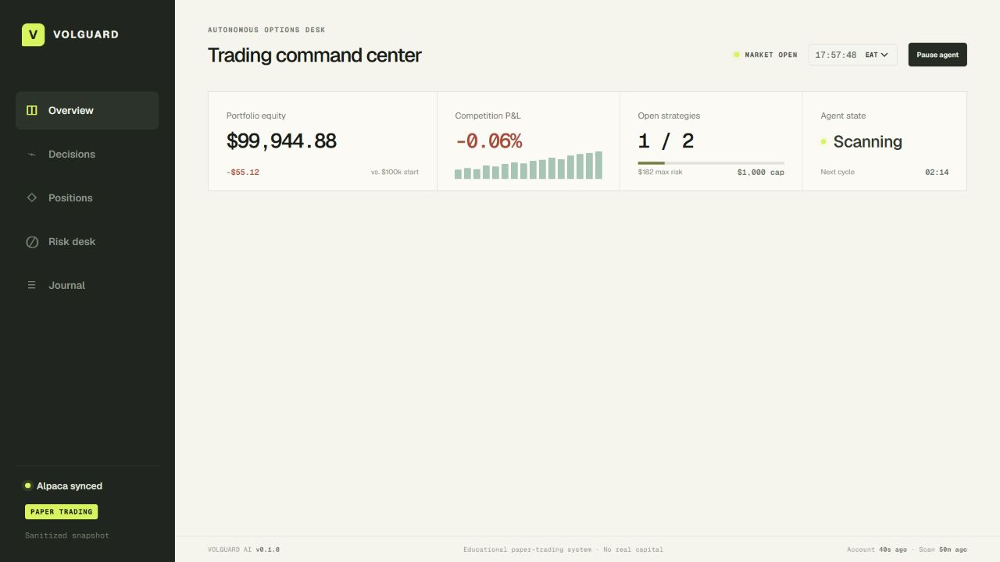 V VOLGUARD
Overview
Decisions
Positions
Risk desk
Journal
Alpaca synced
PAPER TRADING
Sanitized snapshot
AUTONOMOUS OPTIONS DESK
Trading command center
MARKET OPEN 17:57:48 EAT Pause agent
Portfolio equity
$99,944.88
-$55.12 vs. $100k start
Competition P&L
-0.06%
Open strategies
1 / 2
$182 max risk $1,000 cap
Agent state
Scanning
Next cycle 02:14
VOLGUARD AI v0.1.0 Educational paper-trading system · No real capital Account 40s ago · Scan 50m ago